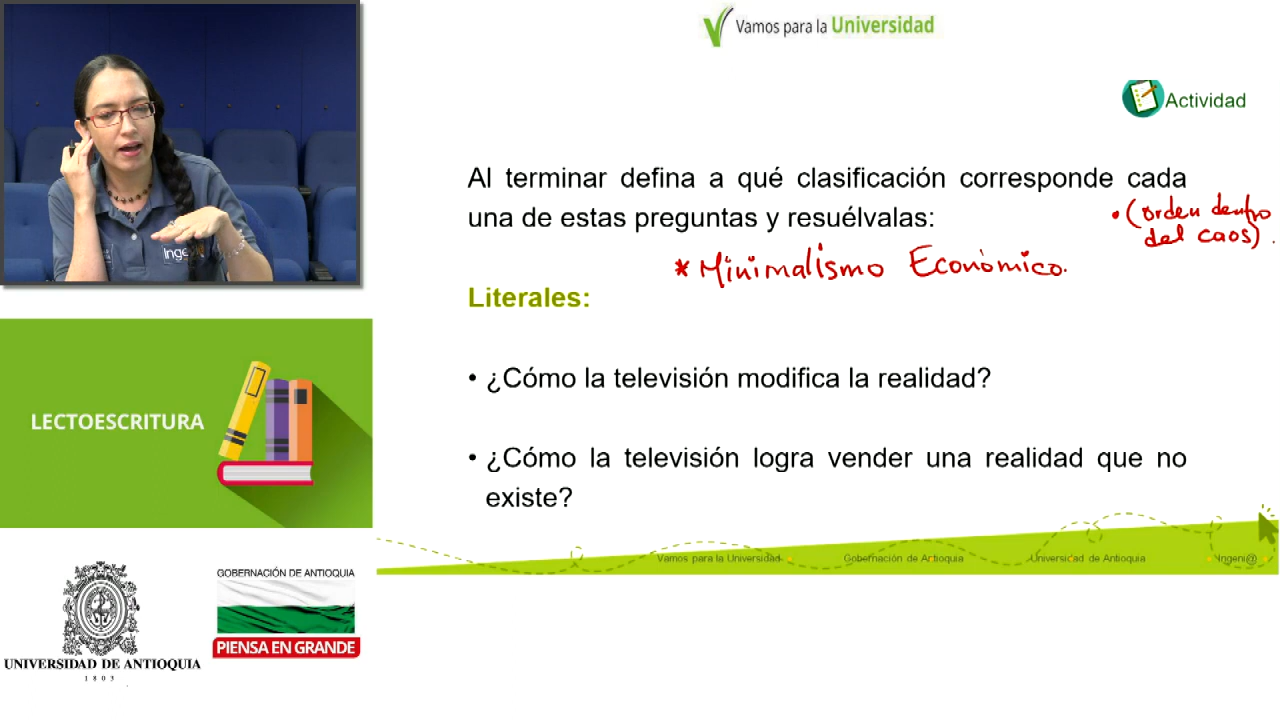 Vamos para la Universidad
Actividad
Al terminar defina a qué clasificación corresponde cada
una de estas preguntas y resuélvalas:
• (orden dentro
del caos).
* Minimalismo Económico.
Literales:
• ¿Cómo la televisión modifica la realidad?
• ¿Cómo la televisión logra vender una realidad que no
existe?
Vamos para la Universidad
Gobernación de Antioquia
Universidad de Antioquia
Ingeni@
LECTOESCRITURA
UNIVERSIDAD DE ANTIOQUIA
1803
GOBERNACIÓN DE ANTIOQUIA
PIENSA EN GRANDE